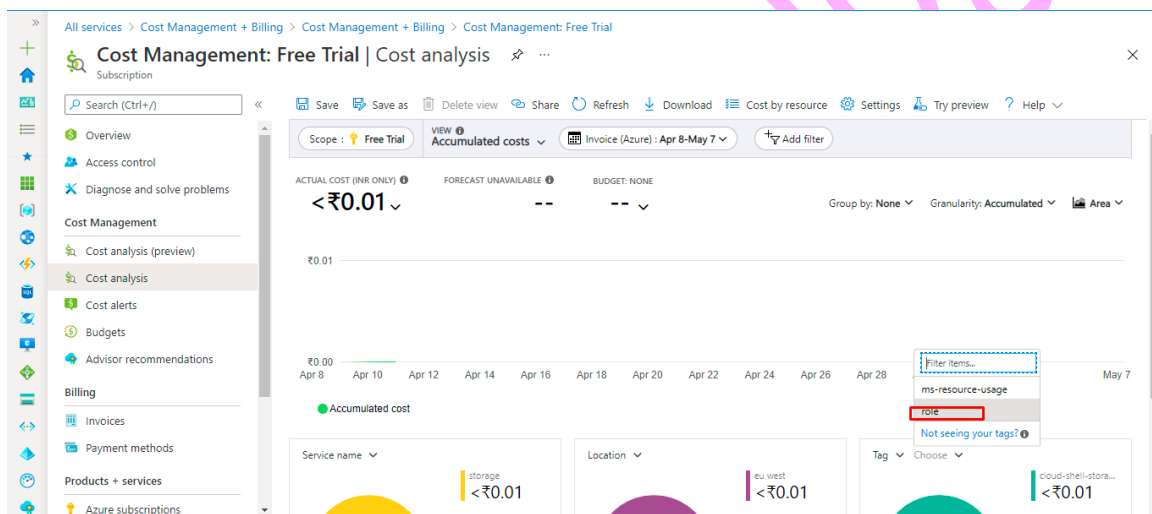 All services > Cost Management + Billing > Cost Management + Billing > Cost Management: Free Trial
Cost Management: Free Trial | Cost analysis
Subscription
Search (Ctrl+/)
Overview
Access control
Diagnose and solve problems
Cost Management
Cost analysis (preview)
Cost analysis
Cost alerts
Budgets
Advisor recommendations
Billing
Invoices
Payment methods
Products + services
Azure subscriptions
Save Save as Delete view Share Refresh Download Cost by resource Settings Try preview Help
Scope : Free Trial
VIEW
Accumulated costs
Invoice (Azure) : Apr 8-May 7
Add filter
ACTUAL COST (INR ONLY) FORECAST UNAVAILABLE BUDGET: NONE
<₹0.01 -- --
Group by: None Granularity: Accumulated Area
₹0.01
₹0.00
Apr 8 Apr 10 Apr 12 Apr 14 Apr 16 Apr 18 Apr 20 Apr 22 Apr 24 Apr 26 Apr 28 May 7
Accumulated cost
Filter items...
ms-resource-usage
role
Not seeing your tags?
Service name
storage
<₹0.01
Location
eu west
<₹0.01
Tag Choose
cloud-shell-stora...
<₹0.01
SQL